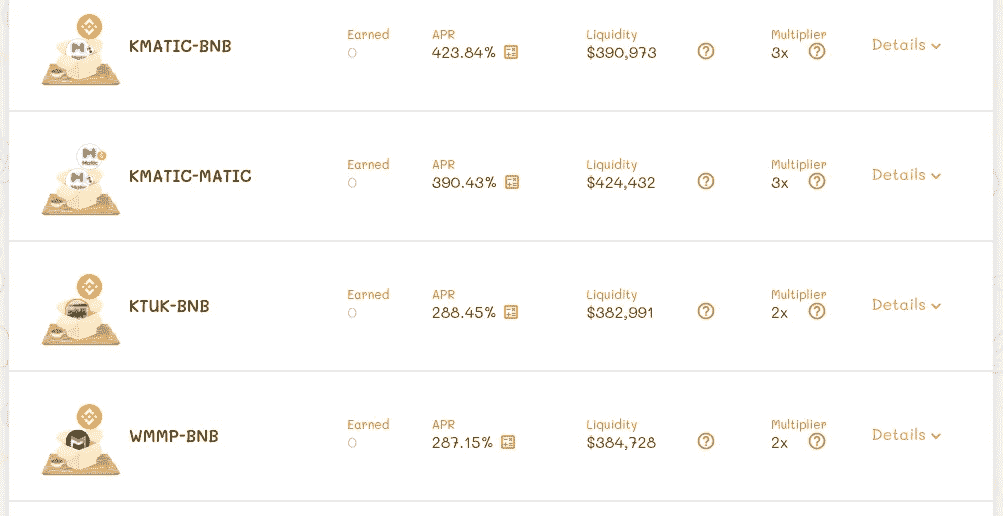 KMATIC-BNB
Earned
0
APR
423.84%
Liquidity
$390,973
Multiplier
3x
Details
KMATIC-MATIC
Earned
0
APR
390.43%
Liquidity
$424,432
Multiplier
3x
Details
KTUK-BNB
Earned
0
APR
288.45%
Liquidity
$382,991
Multiplier
2x
Details
WMMP-BNB
Earned
0
APR
287.15%
Liquidity
$384,728
Multiplier
2x
Details